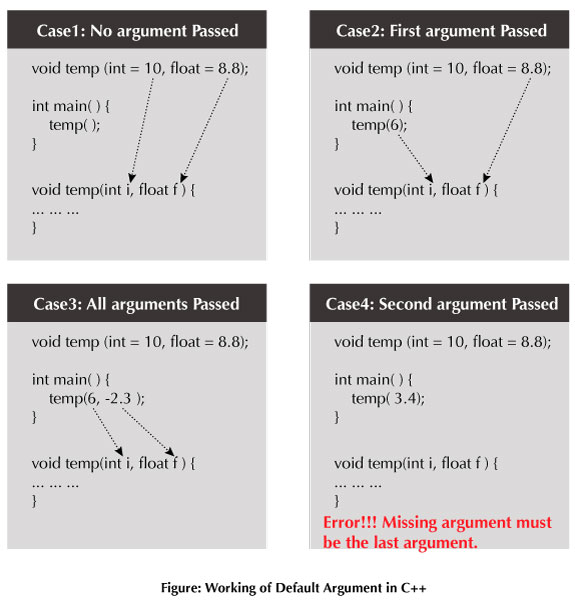 Case1: No argument Passed
void temp (int = 10, float = 8.8);
int main( ) {
temp( );
}
void temp(int i, float f ) {
... ... ...
}
Case2: First argument Passed
void temp (int = 10, float = 8.8);
int main( ) {
temp(6);
}
void temp(int i, float f ) {
... ... ...
}
Case3: All arguments Passed
void temp (int = 10, float = 8.8);
int main( ) {
temp(6, -2.3 );
}
void temp(int i, float f ) {
... ... ...
}
Case4: Second argument Passed
void temp (int = 10, float = 8.8);
int main( ) {
temp( 3.4);
}
void temp(int i, float f ) {
... ... ...
}
Error!!! Missing argument must
be the last argument.
Figure: Working of Default Argument in C++